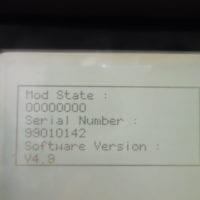 Mod State :
00000000
Serial Number :
99010142
Software Version :
V4.9